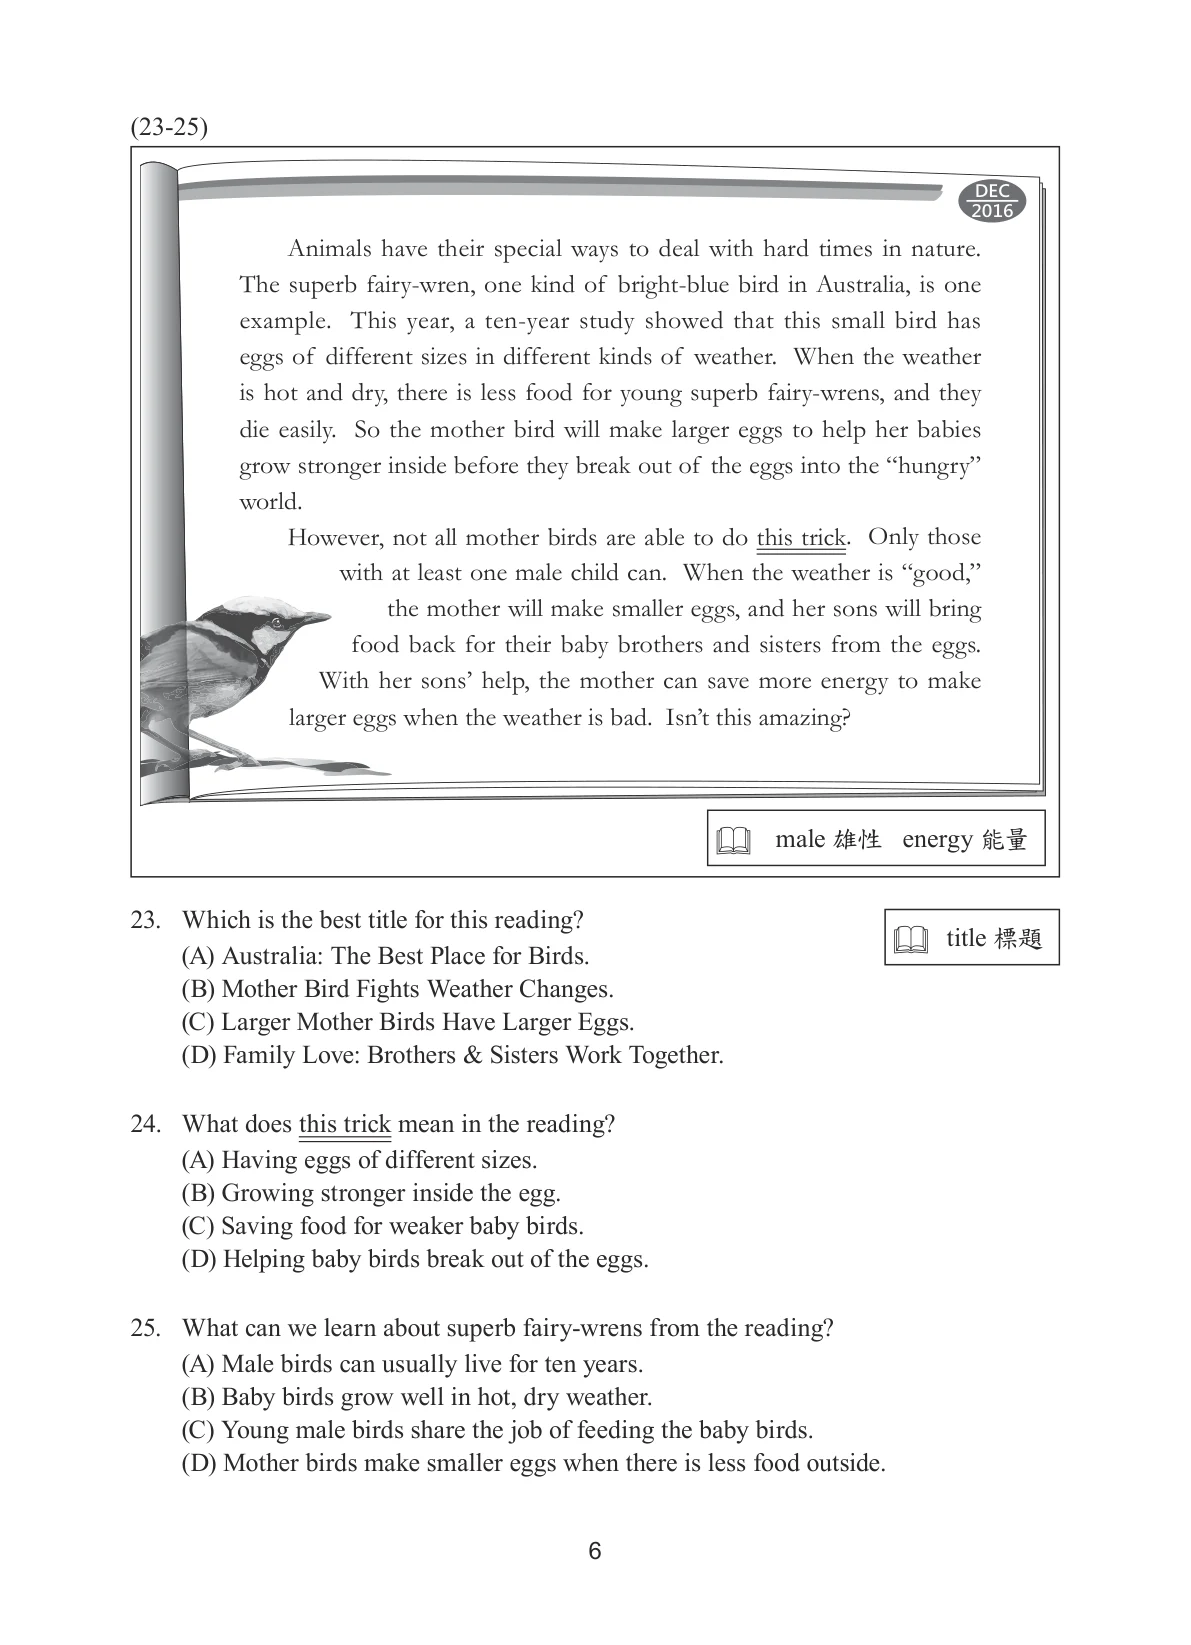 (23-25)
DEC
2016
Animals have their special ways to deal with hard times in nature.
The superb fairy-wren, one kind of bright-blue bird in Australia, is one
example. This year, a ten-year study showed that this small bird has
eggs of different sizes in different kinds of weather. When the weather
is hot and dry, there is less food for young superb fairy-wrens, and they
die easily. So the mother bird will make larger eggs to help her babies
grow stronger inside before they break out of the eggs into the “hungry”
world.
However, not all mother birds are able to do this trick. Only those
with at least one male child can. When the weather is “good,”
the mother will make smaller eggs, and her sons will bring
food back for their baby brothers and sisters from the eggs.
With her sons’ help, the mother can save more energy to make
larger eggs when the weather is bad. Isn’t this amazing?
male 雄性 energy 能量
23. Which is the best title for this reading?
title 標題
(A) Australia: The Best Place for Birds.
(B) Mother Bird Fights Weather Changes.
(C) Larger Mother Birds Have Larger Eggs.
(D) Family Love: Brothers & Sisters Work Together.
24. What does this trick mean in the reading?
(A) Having eggs of different sizes.
(B) Growing stronger inside the egg.
(C) Saving food for weaker baby birds.
(D) Helping baby birds break out of the eggs.
25. What can we learn about superb fairy-wrens from the reading?
(A) Male birds can usually live for ten years.
(B) Baby birds grow well in hot, dry weather.
(C) Young male birds share the job of feeding the baby birds.
(D) Mother birds make smaller eggs when there is less food outside.
6